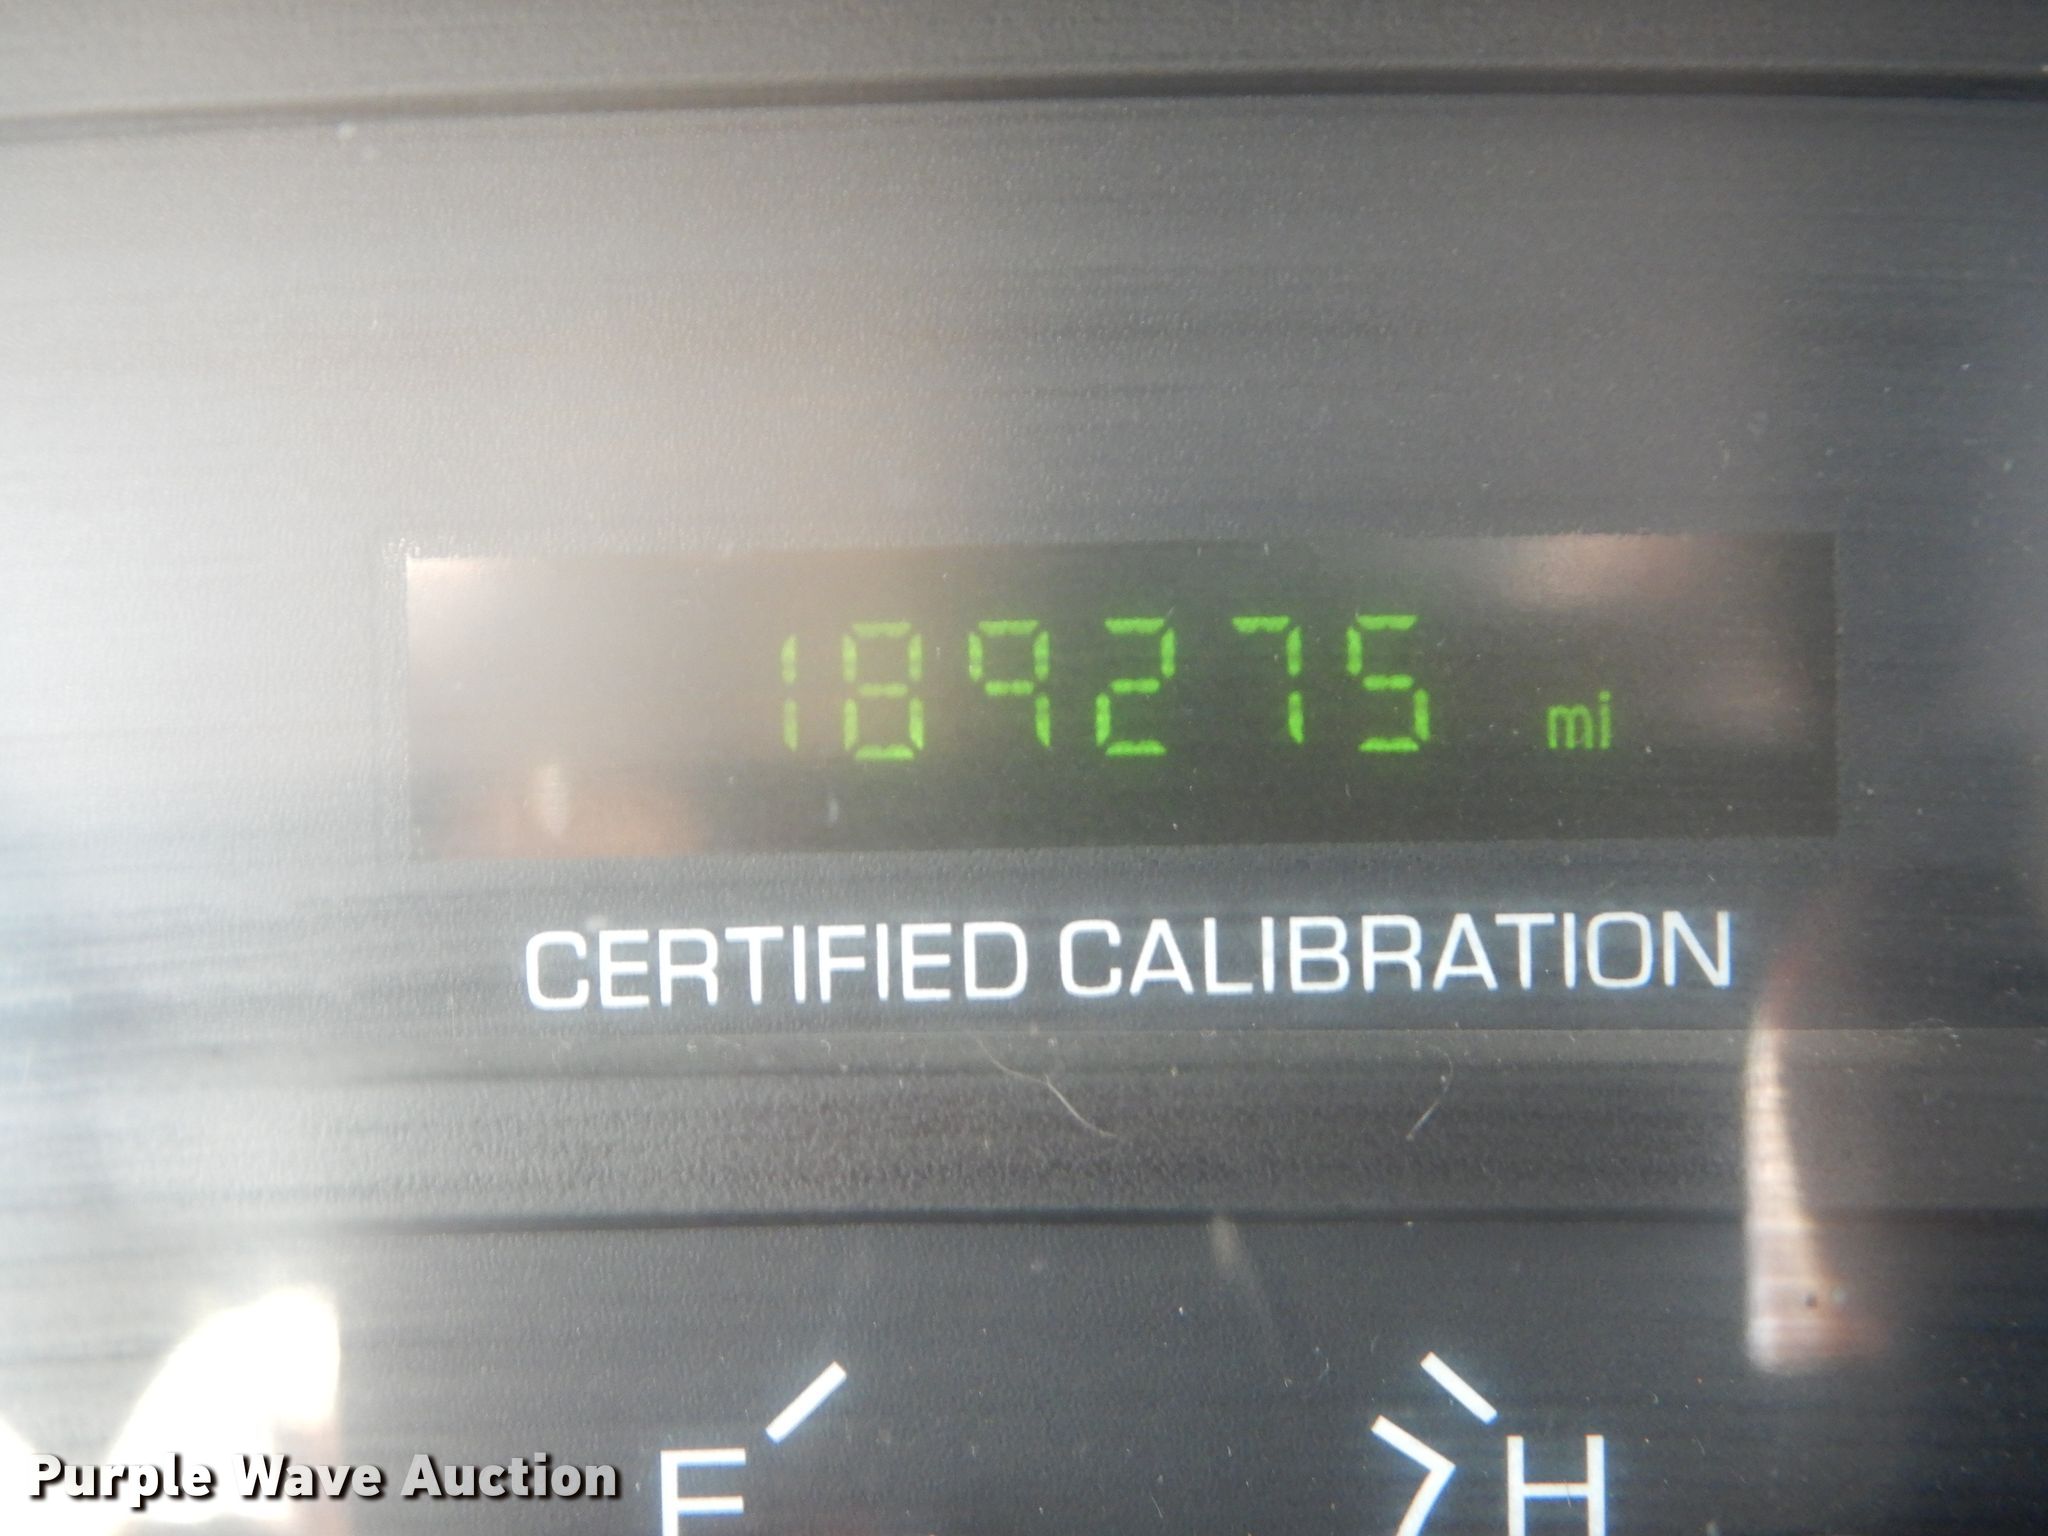 189275 mi
CERTIFIED CALIBRATION
F H
Purple Wave Auction